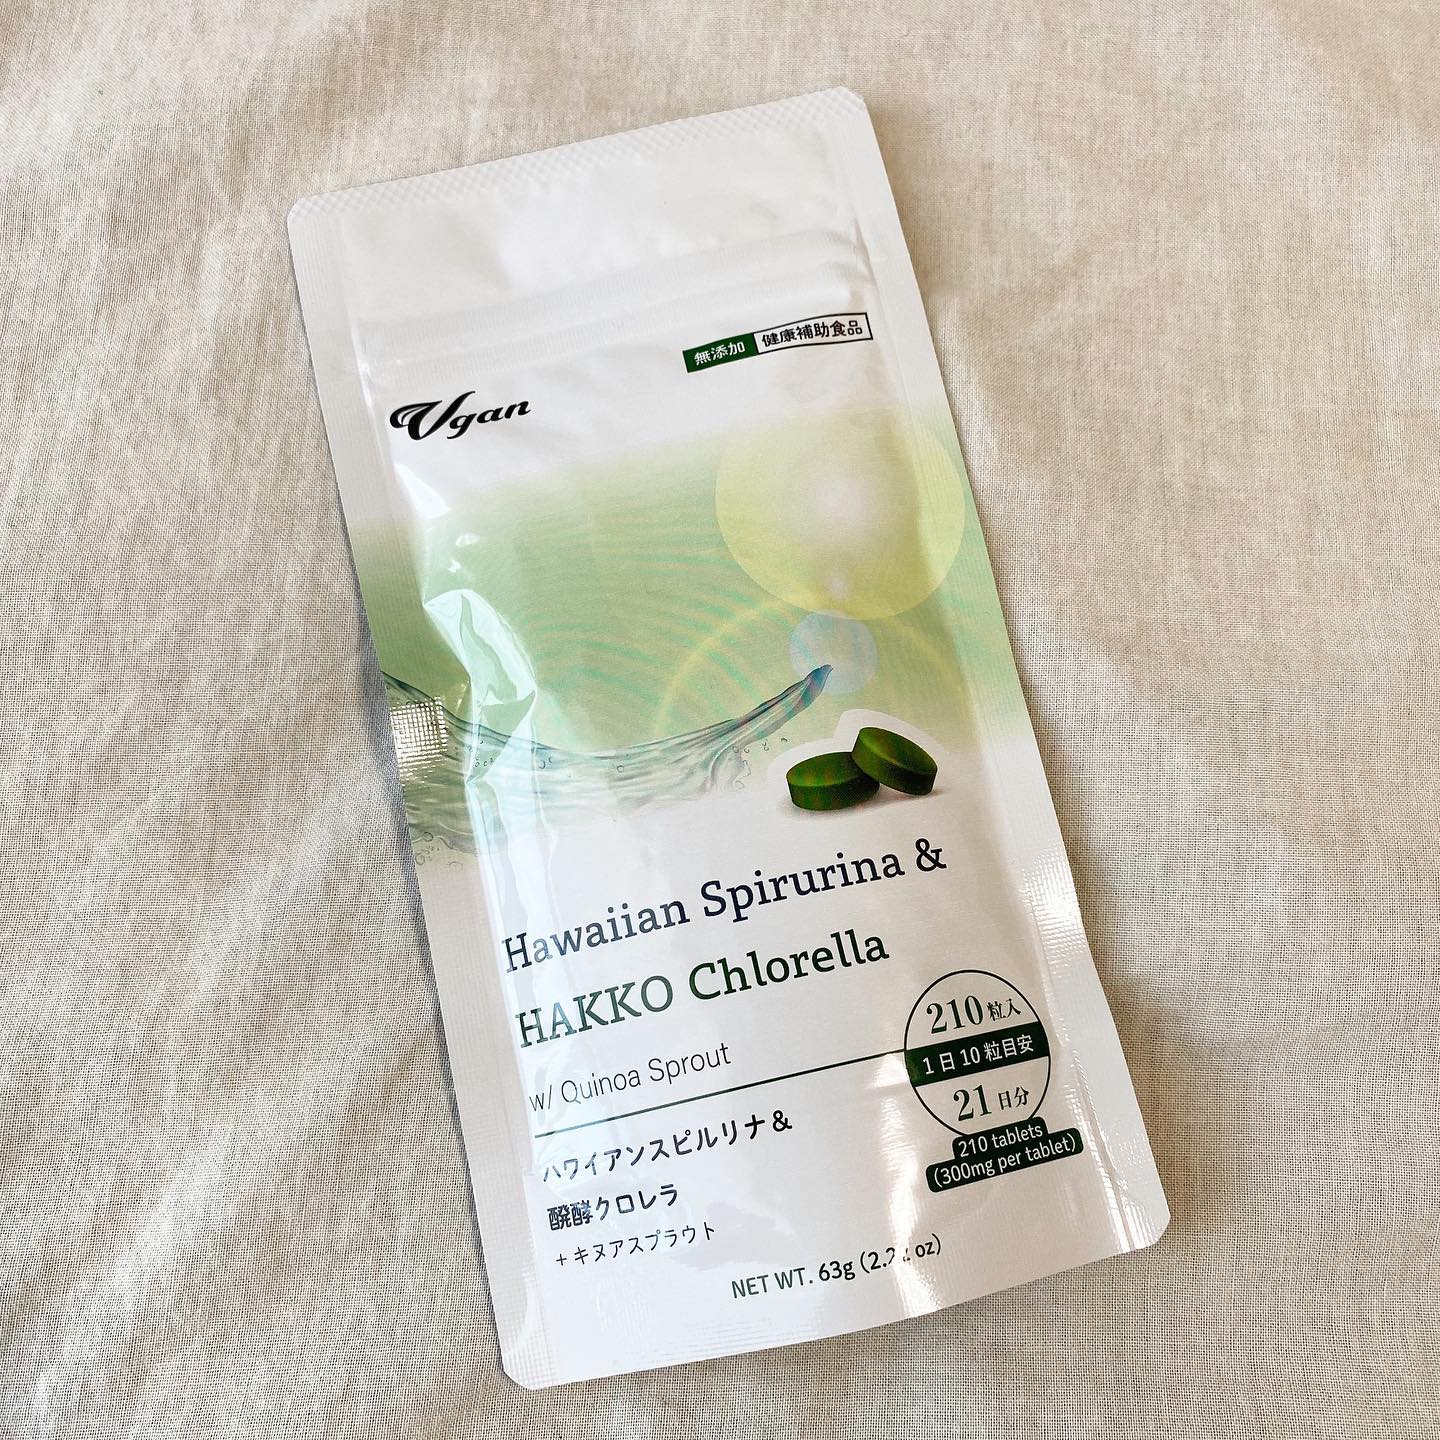 無添加 健康補助食品
Vgan
Hawaiian Spirurina &
HAKKO Chlorella
w/ Quinoa Sprout
ハワイアンスピルリナ&
醗酵クロレラ
+キヌアスプラウト
210粒入
1日10粒目安
21日分
210 tablets
(300mg per tablet)
NET WT. 63g oz)